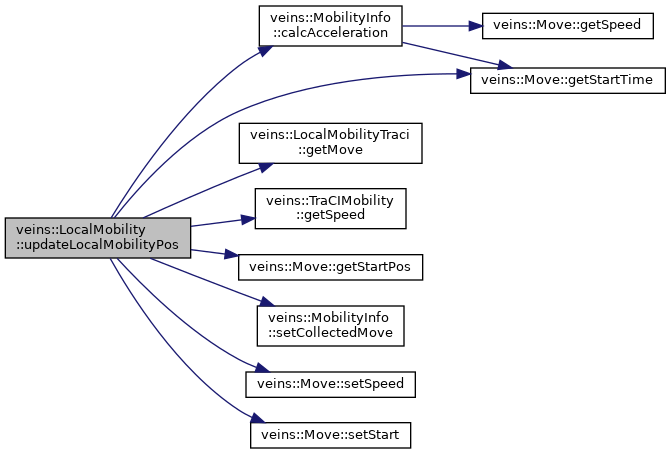 veins::MobilityInfo
::calcAcceleration
veins::Move::getSpeed
veins::Move::getStartTime
veins::LocalMobilityTraci
::getMove
veins::TraCIMobility
::getSpeed
veins::LocalMobility
::updateLocalMobilityPos
veins::Move::getStartPos
veins::MobilityInfo
::setCollectedMove
veins::Move::setSpeed
veins::Move::setStart